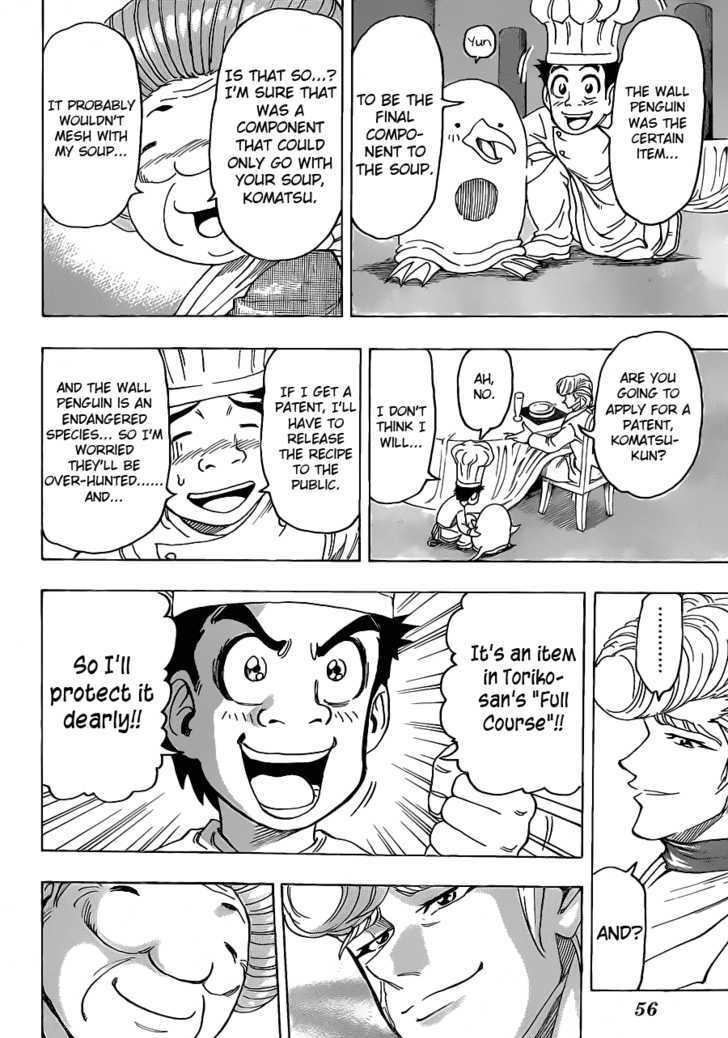 THE WALL
PENGUIN
WAS THE
CERTAIN
ITEM...
Yun
TO BE THE
FINAL
COMPO-
NENT TO
THE SOUP.
IS THAT SO...?
I'M SURE THAT
WAS A
COMPONENT
THAT COULD
ONLY GO WITH
YOUR SOUP,
KOMATSU.
IT PROBABLY
WOULDN'T
MESH WITH
MY SOUP...
ARE YOU
GOING TO
APPLY FOR A
PATENT,
KOMATSU-
KUN?
AH,
NO.
I DON'T
THINK I
WILL...
IF I GET A
PATENT, I'LL
HAVE TO
RELEASE
THE RECIPE
TO THE
PUBLIC.
AND THE WALL
PENGUIN IS AN
ENDANGERED
SPECIES... SO I'M
WORRIED
THEY'LL BE
OVER-HUNTED......
AND...
.........
AND?
It's an item
in Toriko-
san's "Full
Course"!!
So I'll
protect it
dearly!!
56